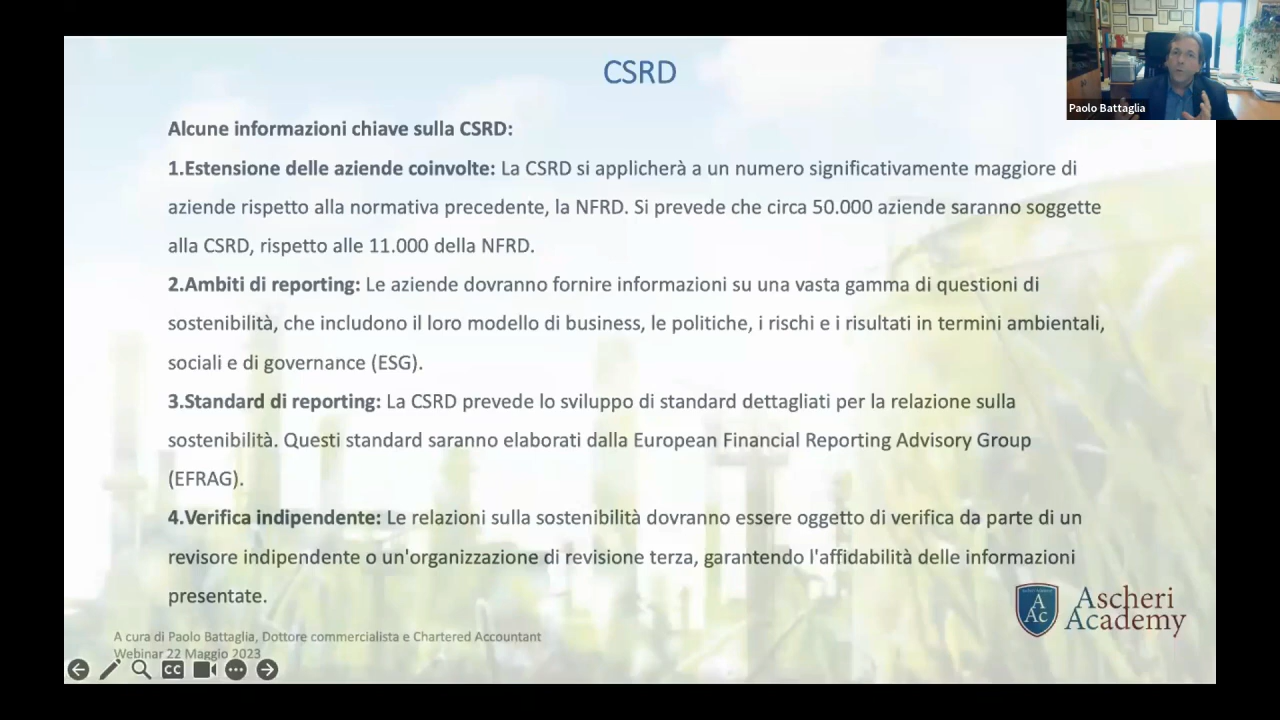 CSRD
Paolo Battaglia
Alcune informazioni chiave sulla CSRD:
1.Estensione delle aziende coinvolte: La CSRD si applicherà a un numero significativamente maggiore di
aziende rispetto alla normativa precedente, la NFRD. Si prevede che circa 50.000 aziende saranno soggette
alla CSRD, rispetto alle 11.000 della NFRD.
2.Ambiti di reporting: Le aziende dovranno fornire informazioni su una vasta gamma di questioni di
sostenibilità, che includono il loro modello di business, le politiche, i rischi e i risultati in termini ambientali,
sociali e di governance (ESG).
3.Standard di reporting: La CSRD prevede lo sviluppo di standard dettagliati per la relazione sulla
sostenibilità. Questi standard saranno elaborati dalla European Financial Reporting Advisory Group
(EFRAG).
4.Verifica indipendente: Le relazioni sulla sostenibilità dovranno essere oggetto di verifica da parte di un
revisore indipendente o un'organizzazione di revisione terza, garantendo l'affidabilità delle informazioni
presentate.
A
Ac
Ascheri
Academy
A cura di Paolo Battaglia, Dottore commercialista e Chartered Accountant
Webinar 22 Maggio 2023
CC